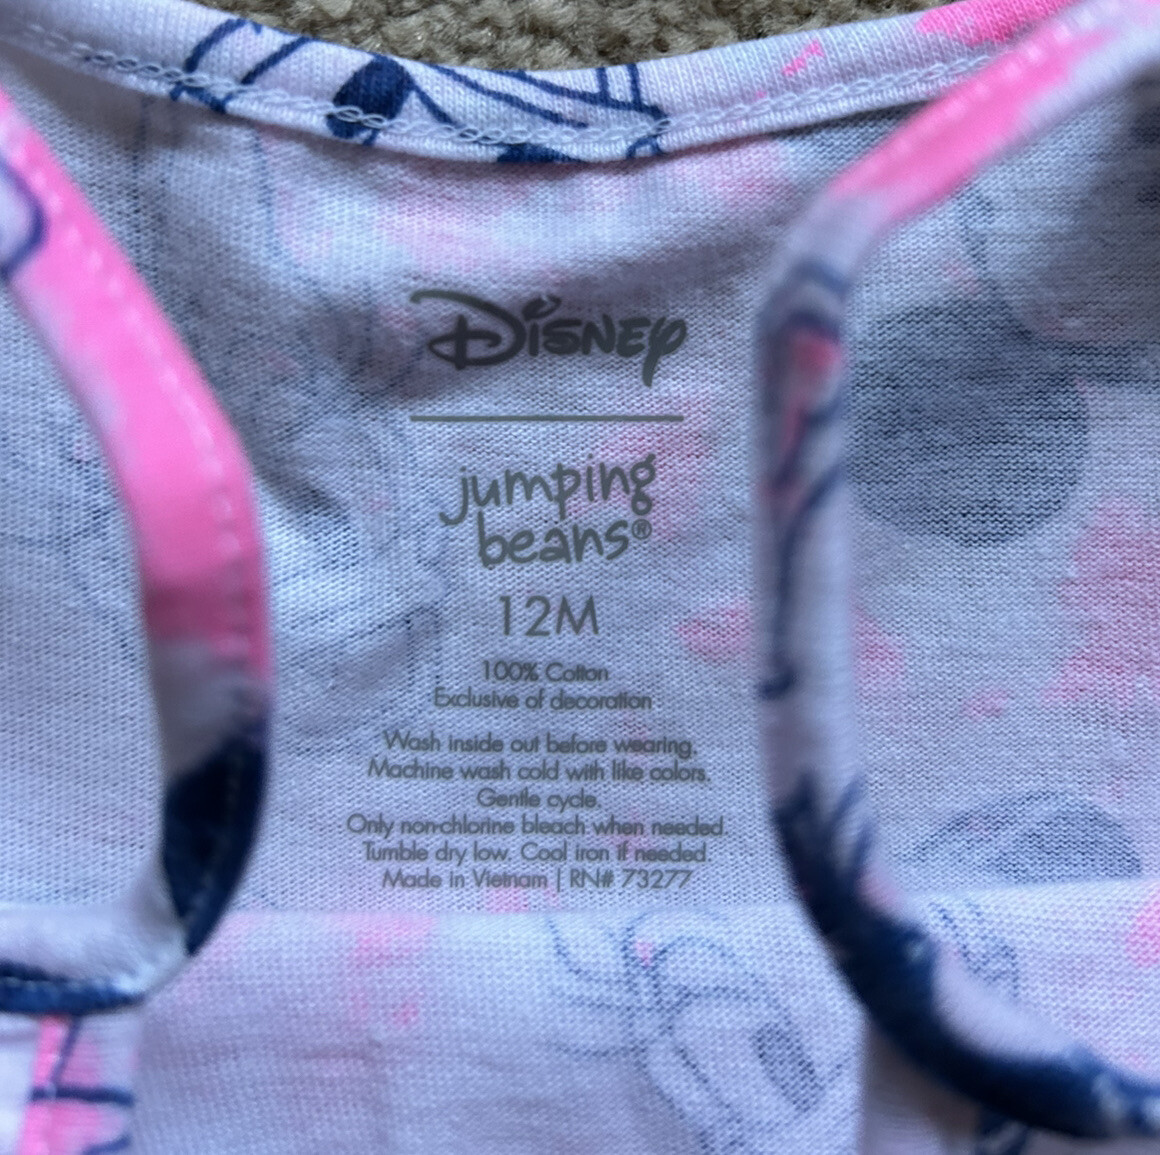 Disney
jumping
beans®
12M
100% Cotton
Exclusive of decoration
Wash inside out before wearing.
Machine wash cold with like colors.
Gentle cycle.
Only non-chlorine bleach when needed.
Tumble dry low. Cool iron if needed.
Made in Vietnam | RN# 73277